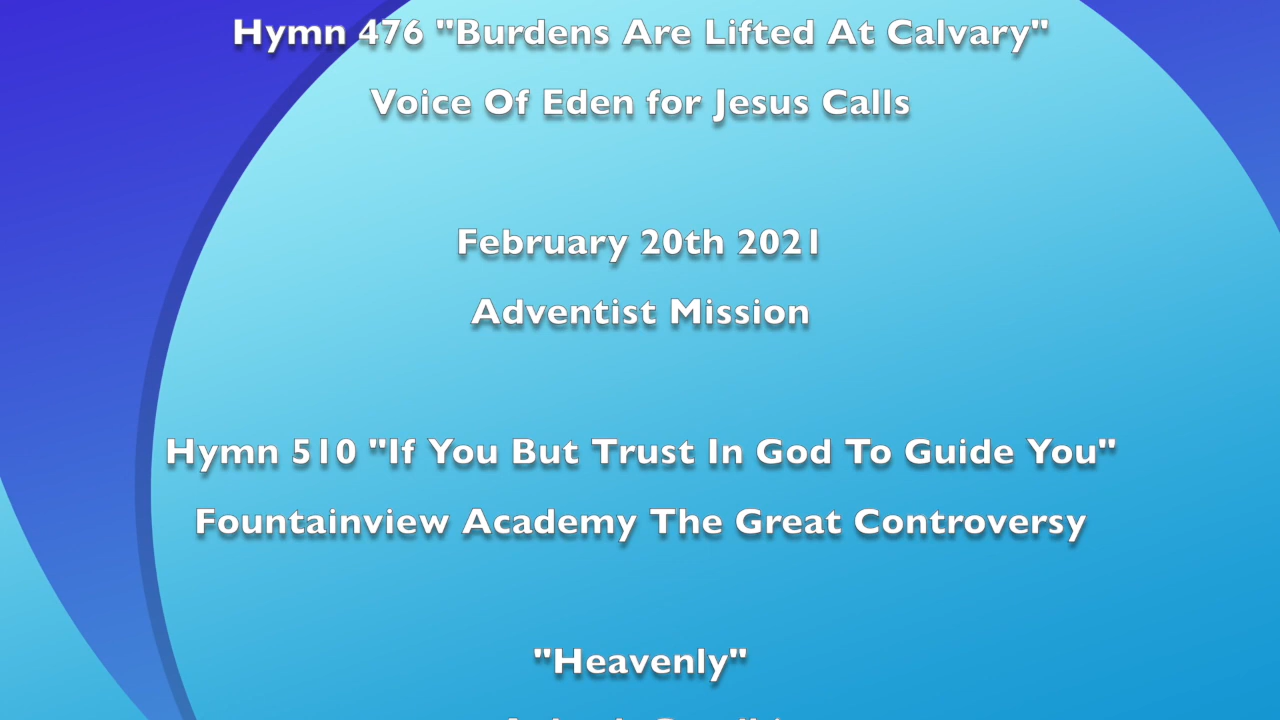 Hymn 476 "Burdens Are Lifted At Calvary"
Voice Of Eden for Jesus Calls
February 20th 2021
Adventist Mission
Hymn 510 "If You But Trust In God To Guide You"
Fountainview Academy The Great Controversy
"Heavenly"